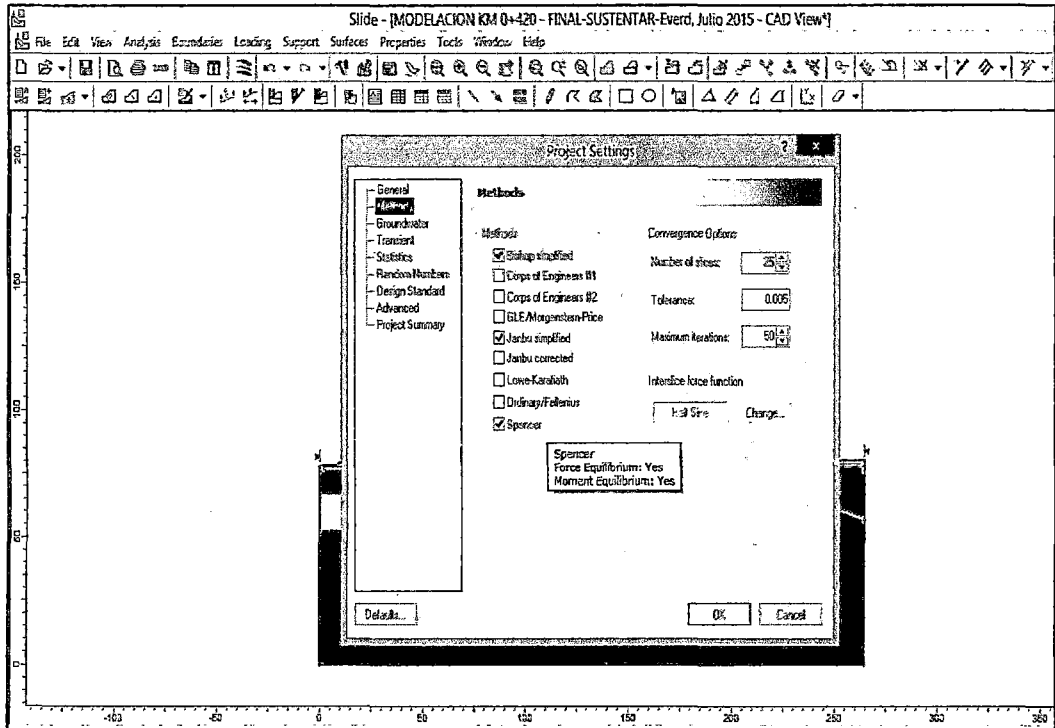 Slide - [MODELACION KM 0+420 - FINAL-SUSTENTAR-Everd, Julio 2015 - CAD View*]
File Edit View Analysis Boundaries Loading Support Surfaces Properties Tools Window Help
Project Settings ? x
General
Methods
Groundwater
Transient
Statistics
Random Numbers
Design Standard
Advanced
Project Summary
Methods
Methods
Bishop simplified
Corps of Engineers #1
Corps of Engineers #2
GLE/Morgenstern-Price
Janbu simplified
Janbu corrected
Lowe-Karafiath
Ordinary/Fellenius
Spencer
Convergence Options
Number of slices: 25
Tolerance: 0.005
Maximum iterations: 50
Interslice force function
Half Sine Change...
Spencer
Force Equilibrium: Yes
Moment Equilibrium: Yes
Defaults... OK Cancel
200
150
100
50
0
-100 -50 0 50 100 150 200 250 300 350